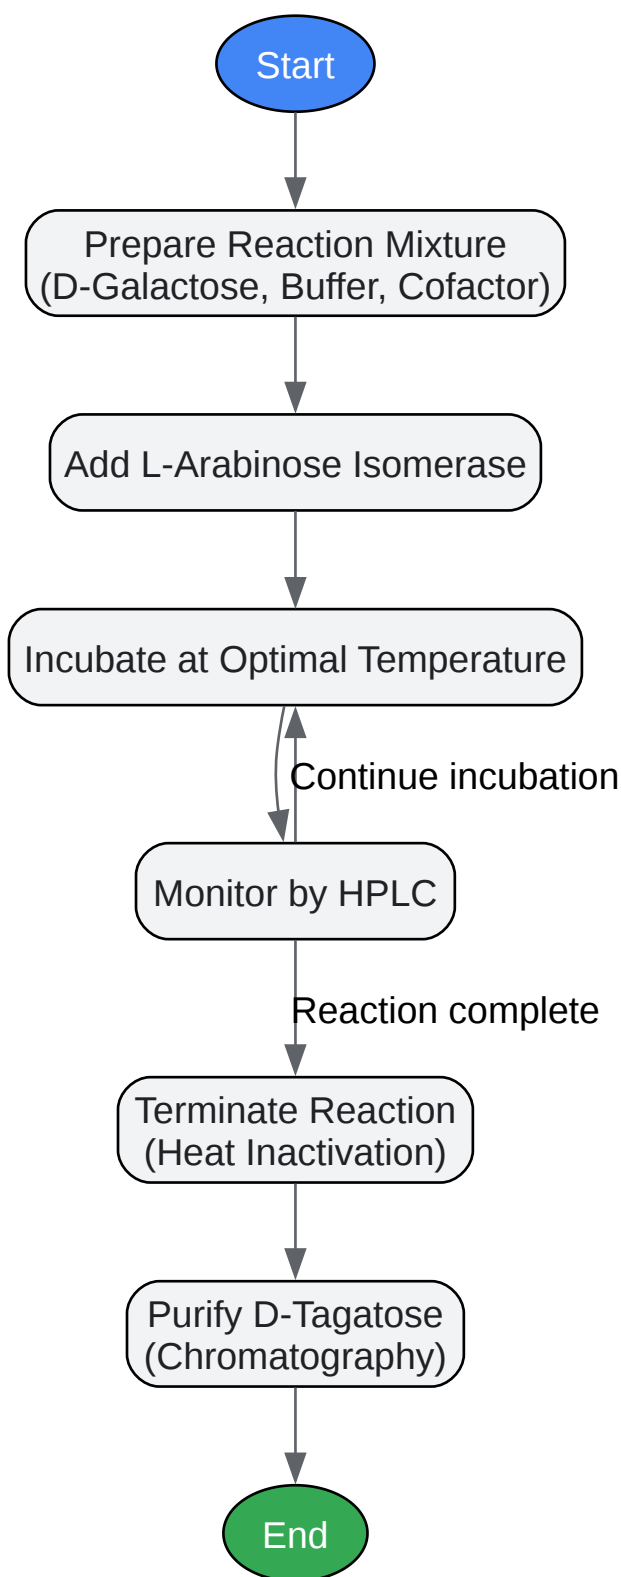 Start
Prepare Reaction Mixture
(D-Galactose, Buffer, Cofactor)
Add L-Arabinose Isomerase
Incubate at Optimal Temperature
Continue incubation
Monitor by HPLC
Reaction complete
Terminate Reaction
(Heat Inactivation)
Purify D-Tagatose
(Chromatography)
End